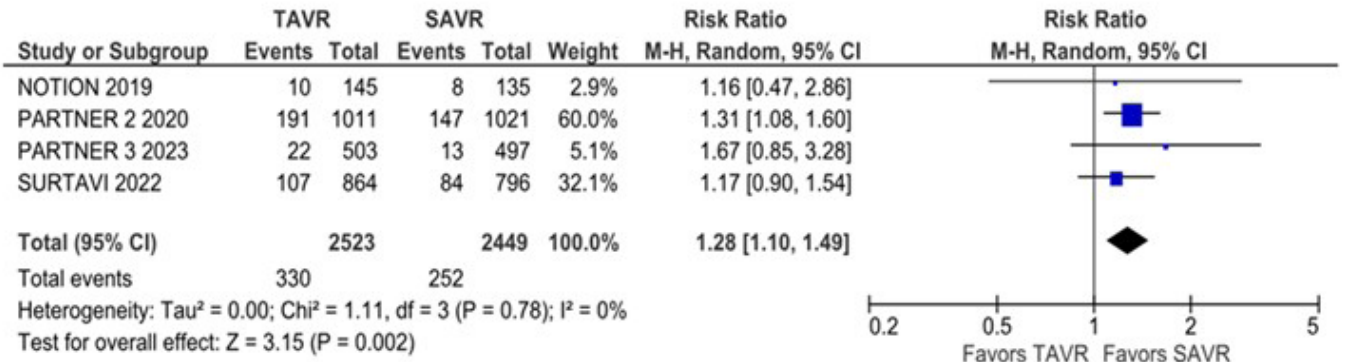 TAVR SAVR Risk Ratio Risk Ratio
Study or Subgroup Events Total Events Total Weight M-H, Random, 95% CI M-H, Random, 95% CI
NOTION 2019 10 145 8 135 2.9% 1.16 [0.47, 2.86]
PARTNER 2 2020 191 1011 147 1021 60.0% 1.31 [1.08, 1.60]
PARTNER 3 2023 22 503 13 497 5.1% 1.67 [0.85, 3.28]
SURTAVI 2022 107 864 84 796 32.1% 1.17 [0.90, 1.54]
Total (95% CI) 2523 2449 100.0% 1.28 [1.10, 1.49]
Total events 330 252
Heterogeneity: Tau² = 0.00; Chi² = 1.11, df = 3 (P = 0.78); I² = 0%
Test for overall effect: Z = 3.15 (P = 0.002)
0.2 0.5 1 2 5
Favors TAVR Favors SAVR